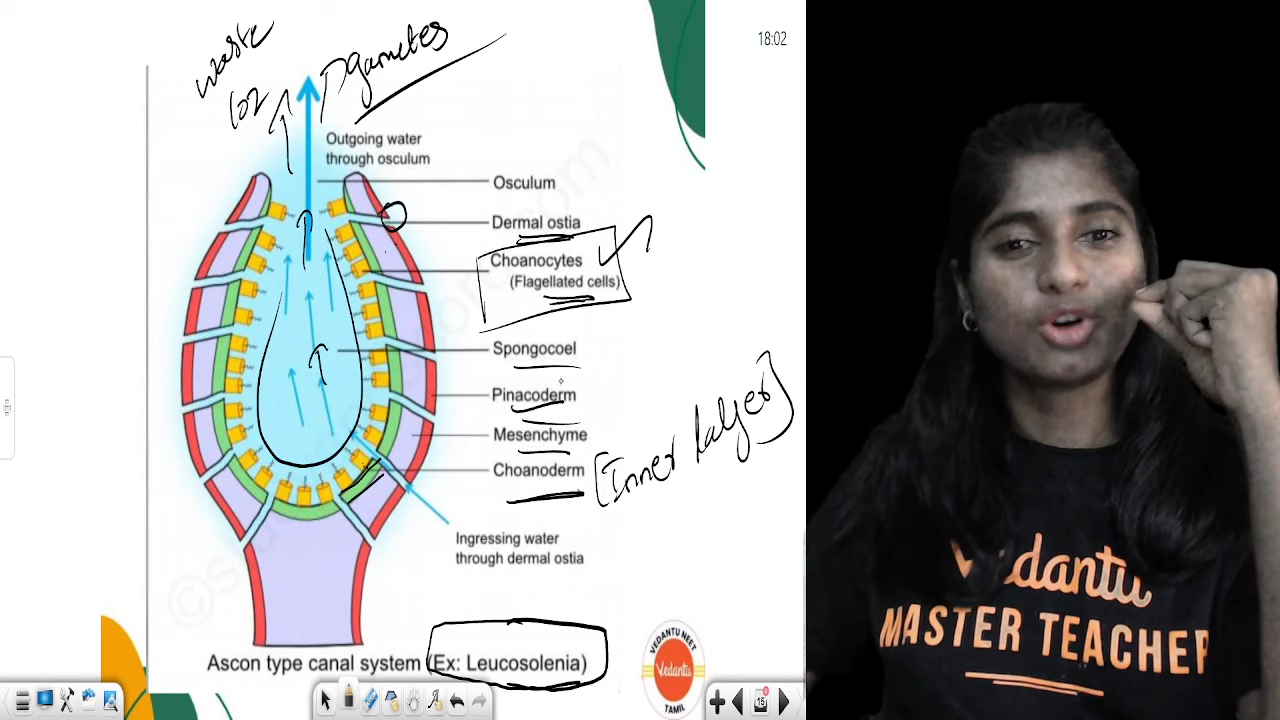 waste
(or
gametes
18:02
Outgoing water
through osculum
Osculum
Dermal ostia
Choanocytes
(Flagellated cells)
Spongocoel
Pinacoderm
Mesenchyme
Choanoderm
[Inner layer]
Ingressing water
through dermal ostia
Ascon type canal system (Ex: Leucosolenia)
VEDANTU NEET
Vedantu
TAMIL
Vedantu
MASTER TEACHER
15